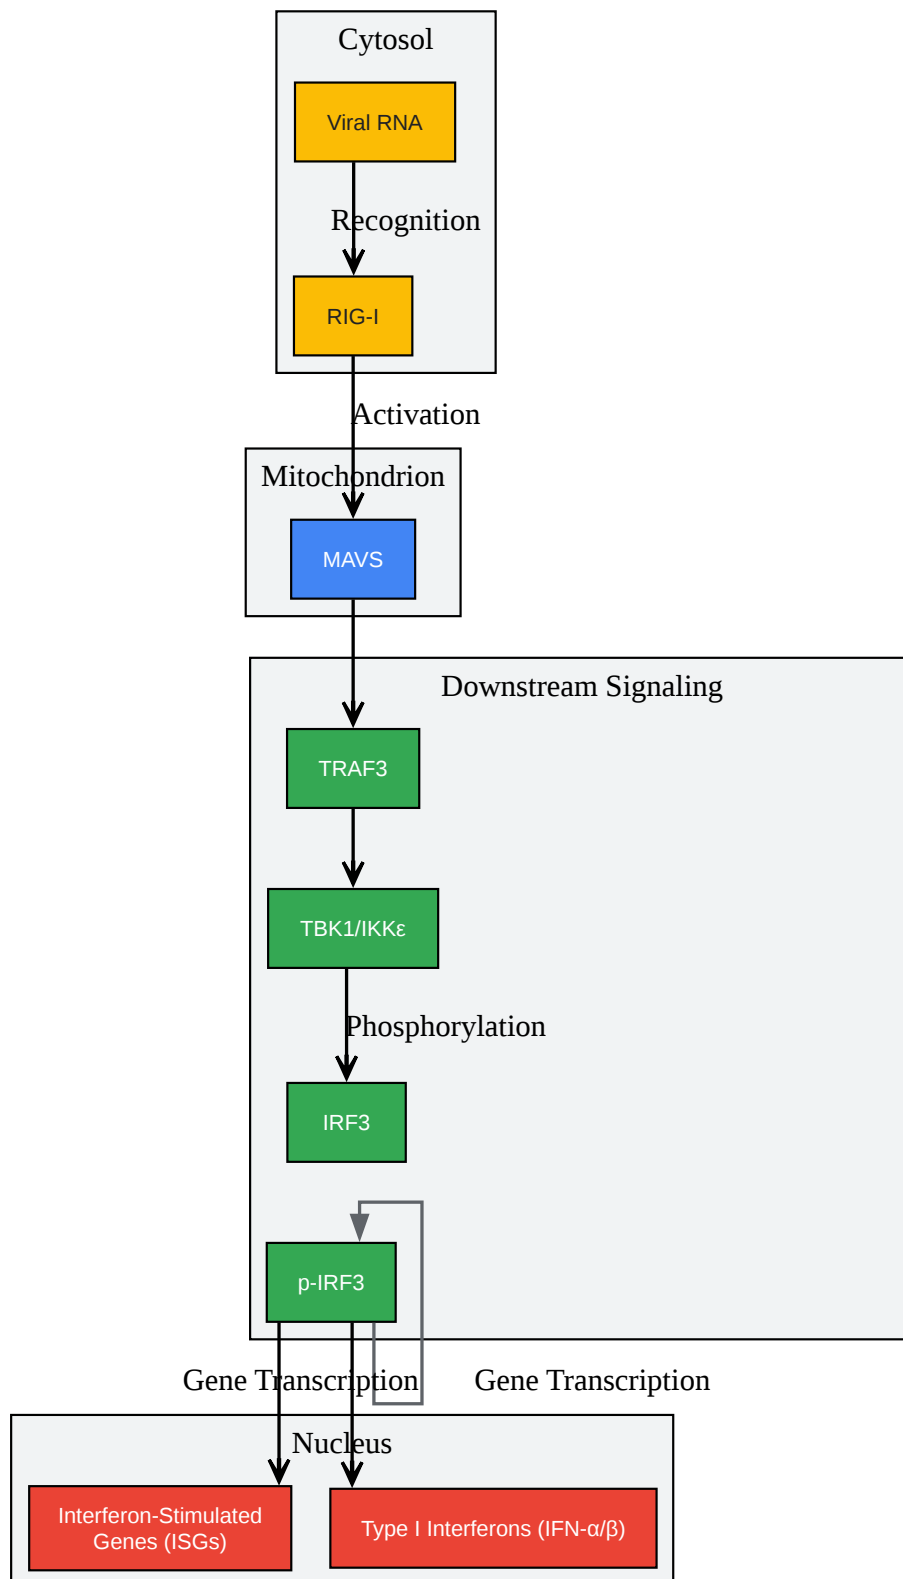 Cytosol
Viral RNA
Recognition
RIG-I
Activation
Mitochondrion
MAVS
Downstream Signaling
TRAF3
TBK1/IKKε
Phosphorylation
IRF3
p-IRF3
Gene Transcription
Gene Transcription
Nucleus
Interferon-Stimulated
Genes (ISGs)
Type I Interferons (IFN-α/β)